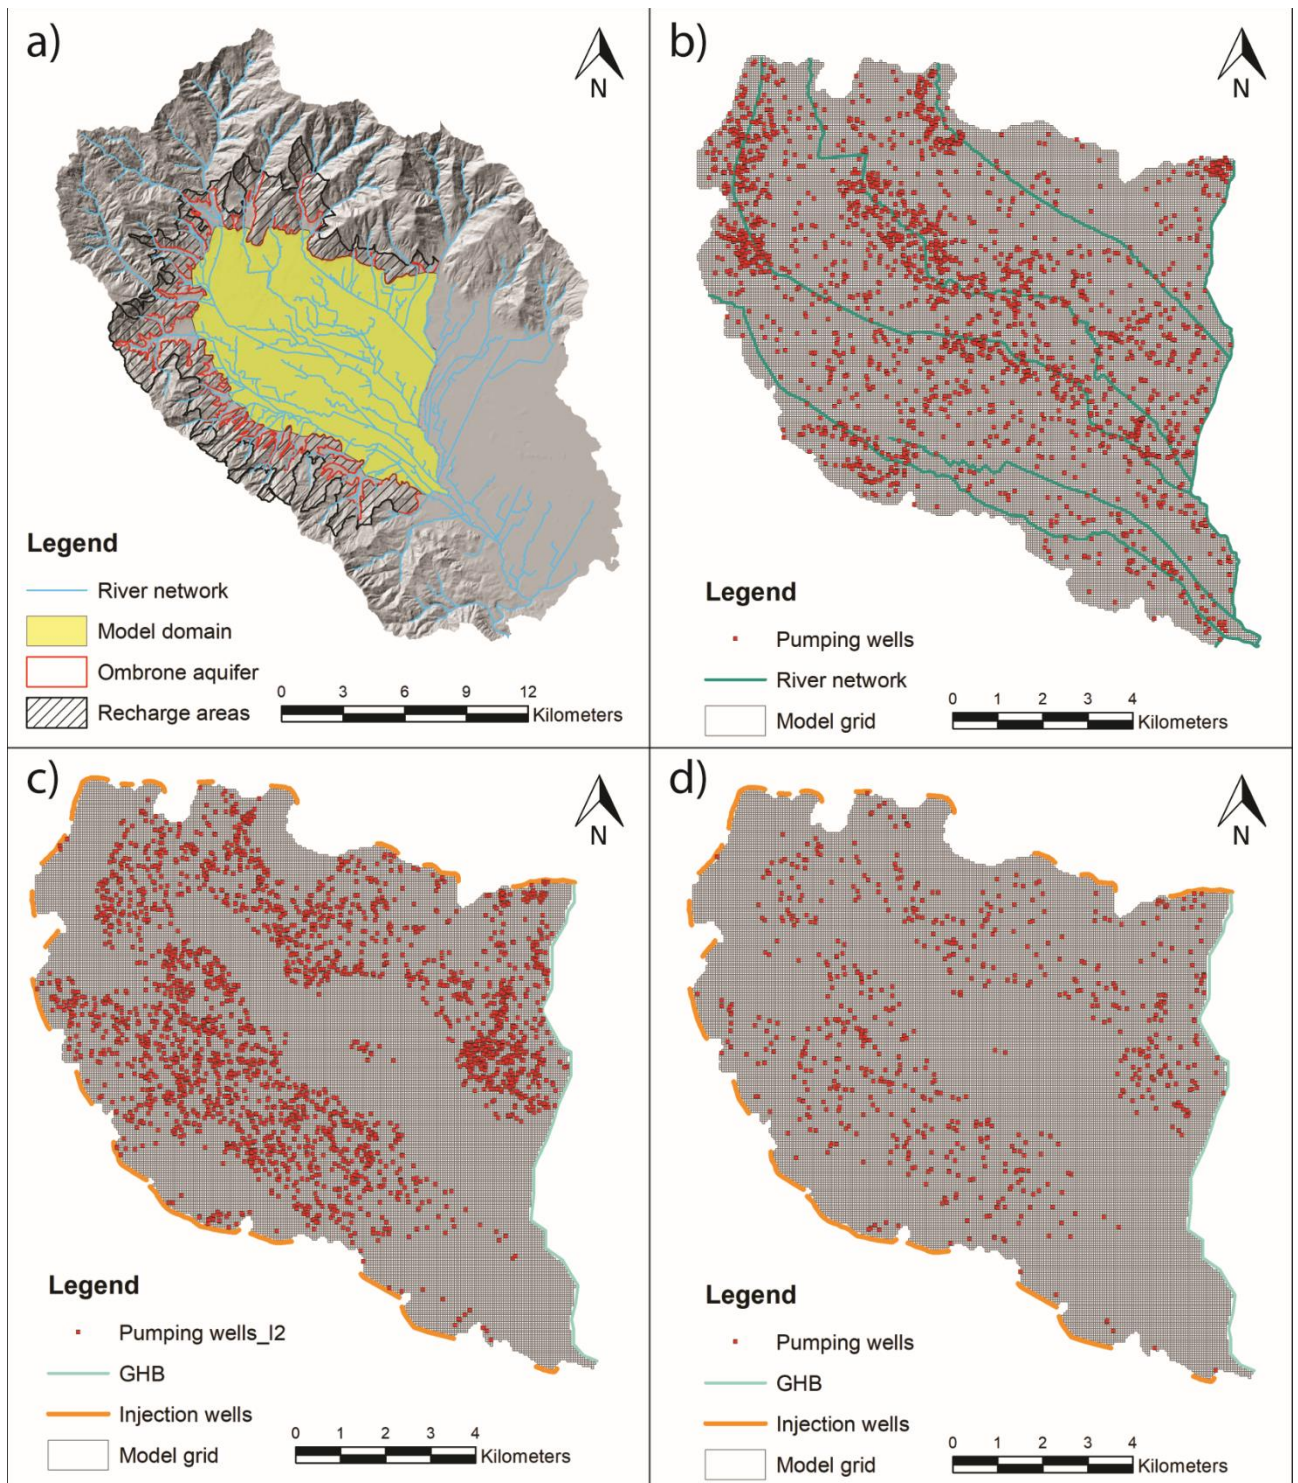 a)
N
Legend
River network
Model domain
Ombrone aquifer
Recharge areas
0 3 6 9 12
Kilometers
b)
N
Legend
Pumping wells
River network
Model grid
0 1 2 3 4
Kilometers
c)
N
Legend
Pumping wells_l2
GHB
Injection wells
Model grid
0 1 2 3 4
Kilometers
d)
N
Legend
Pumping wells
GHB
Injection wells
Model grid
0 1 2 3 4
Kilometers